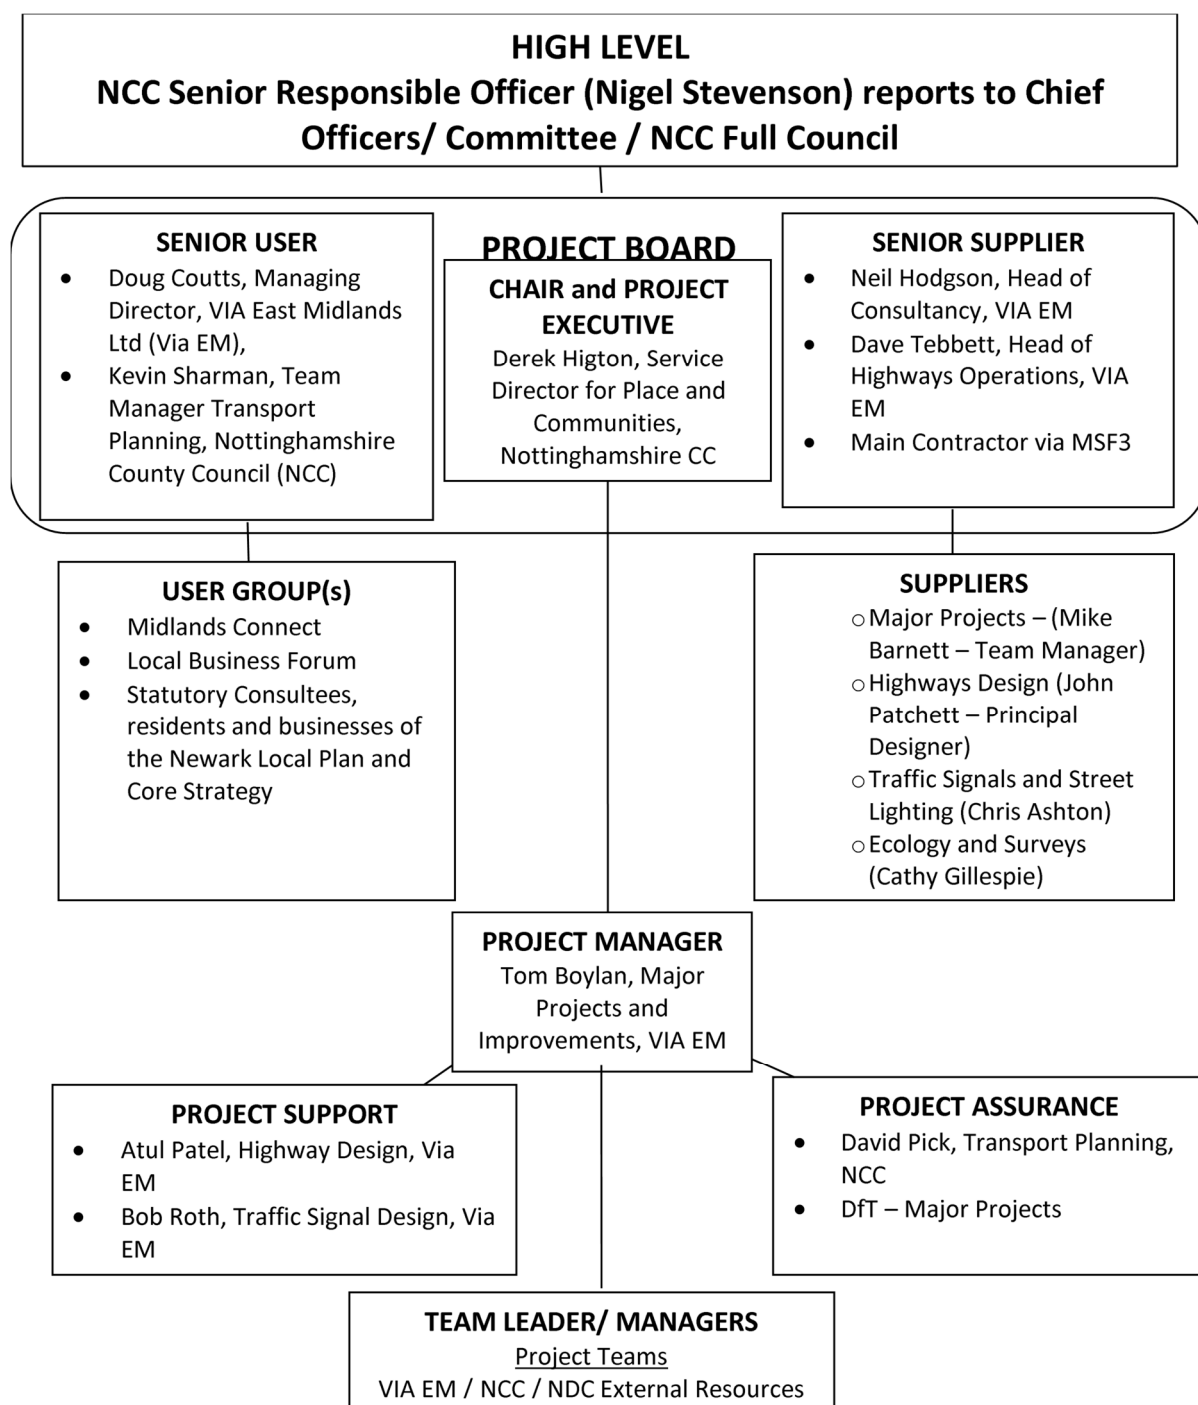 HIGH LEVEL
NCC Senior Responsible Officer (Nigel Stevenson) reports to Chief
Officers/ Committee / NCC Full Council
PROJECT BOARD
SENIOR USER
• Doug Coutts, Managing
Director, VIA East Midlands
Ltd (Via EM),
• Kevin Sharman, Team
Manager Transport
Planning, Nottinghamshire
County Council (NCC)
CHAIR and PROJECT
EXECUTIVE
Derek Higton, Service
Director for Place and
Communities,
Nottinghamshire CC
SENIOR SUPPLIER
• Neil Hodgson, Head of
Consultancy, VIA EM
• Dave Tebbett, Head of
Highways Operations, VIA
EM
• Main Contractor via MSF3
USER GROUP(s)
• Midlands Connect
• Local Business Forum
• Statutory Consultees,
residents and businesses of
the Newark Local Plan and
Core Strategy
SUPPLIERS
○ Major Projects – (Mike
Barnett – Team Manager)
○ Highways Design (John
Patchett – Principal
Designer)
○ Traffic Signals and Street
Lighting (Chris Ashton)
○ Ecology and Surveys
(Cathy Gillespie)
PROJECT MANAGER
Tom Boylan, Major
Projects and
Improvements, VIA EM
PROJECT SUPPORT
• Atul Patel, Highway Design, Via
EM
• Bob Roth, Traffic Signal Design, Via
EM
PROJECT ASSURANCE
• David Pick, Transport Planning,
NCC
• DfT – Major Projects
TEAM LEADER/ MANAGERS
Project Teams
VIA EM / NCC / NDC External Resources